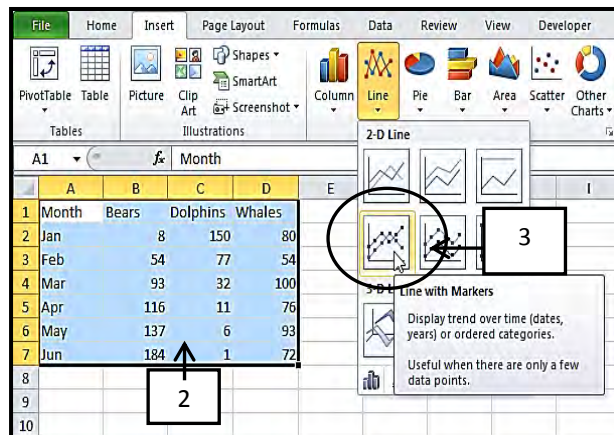 File Home Insert Page Layout Formulas Data Review View Developer
PivotTable Table Picture Clip Art Shapes SmartArt Screenshot Column Line Pie Bar Area Scatter Other Charts
Tables Illustrations
2-D Line
A1 fx Month
A B C D E I
1 Month Bears Dolphins Whales
2 Jan 8 150 80
3 Feb 54 77 54
4 Mar 93 32 100
5 Apr 116 11 76
6 May 137 6 93
7 Jun 184 1 72
8
9
10
2
3
3-D L
Line with Markers
Display trend over time (dates,
years) or ordered categories.
Useful when there are only a few
data points.